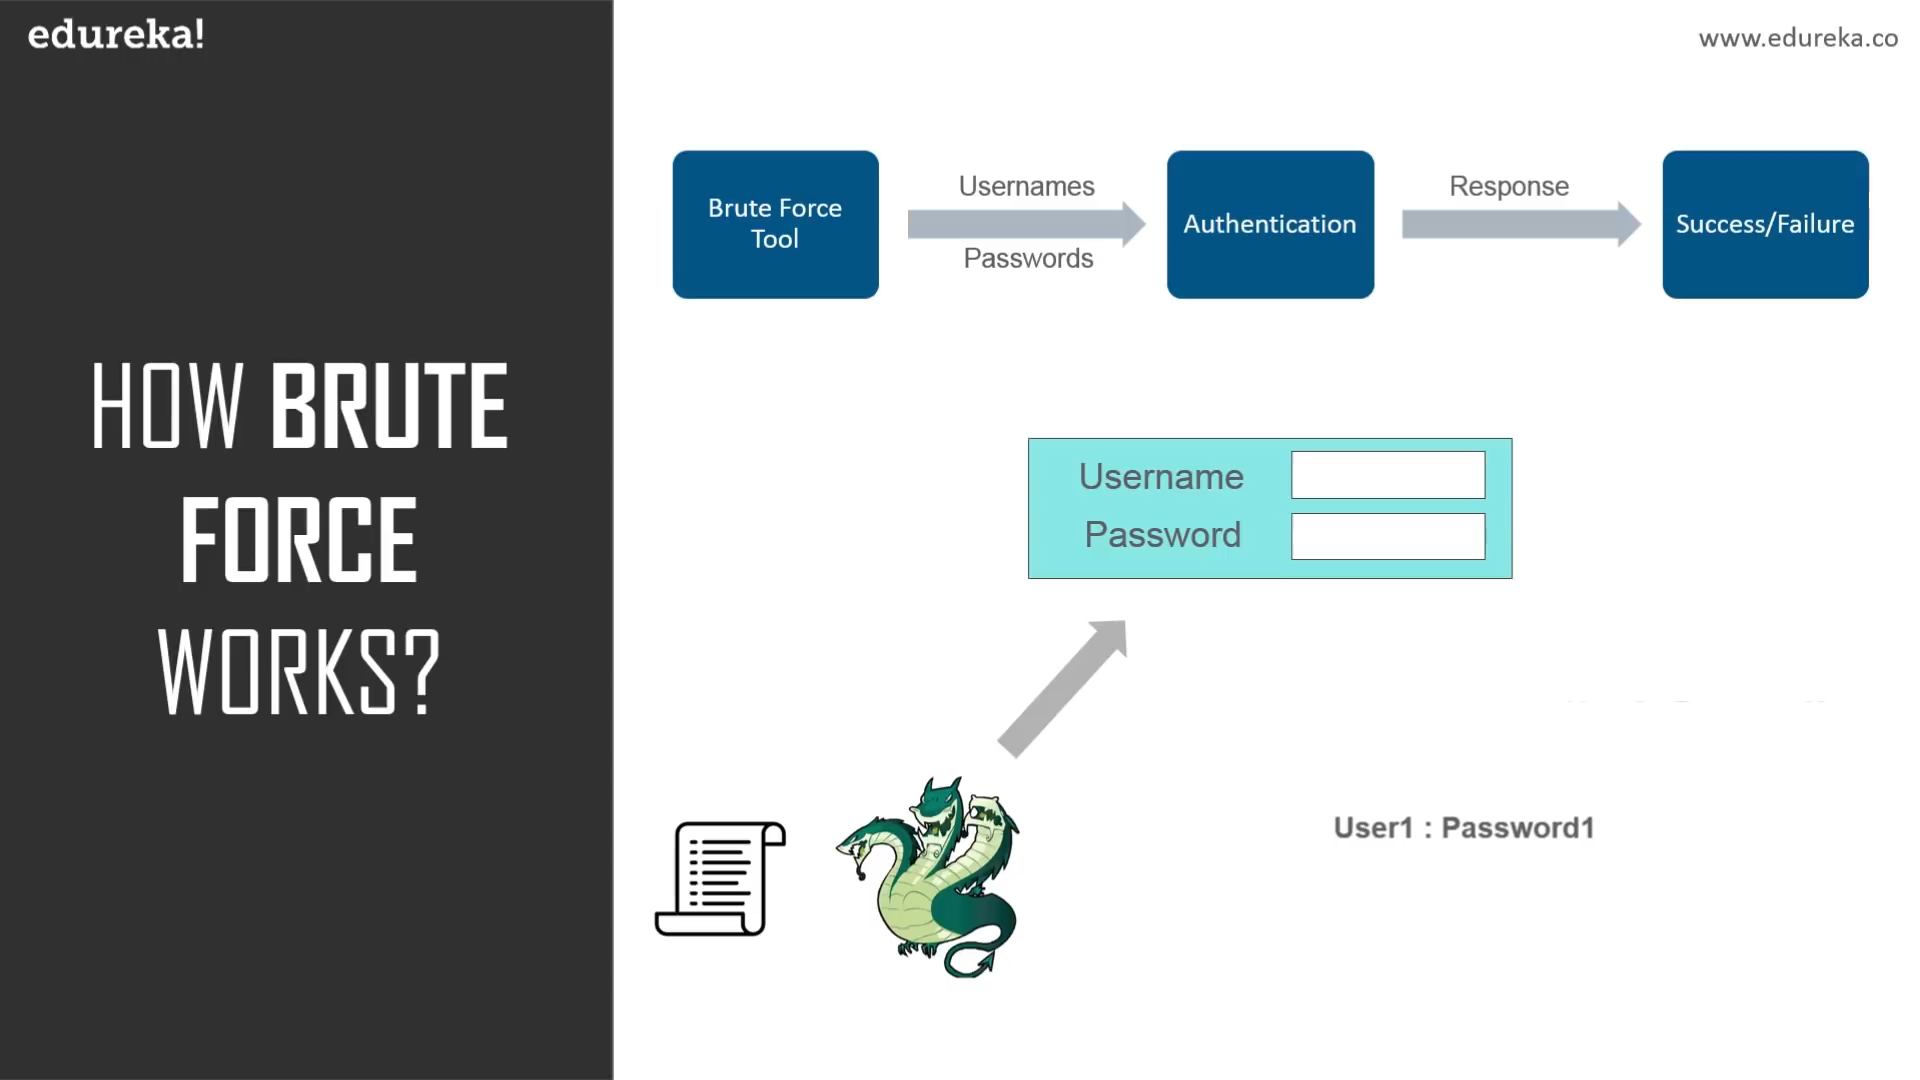 edureka!
www.edureka.co
HOW BRUTE
FORCE
WORKS?
Brute Force
Tool
Usernames
Passwords
Authentication
Response
Success/Failure
Username
Password
User1 : Password1